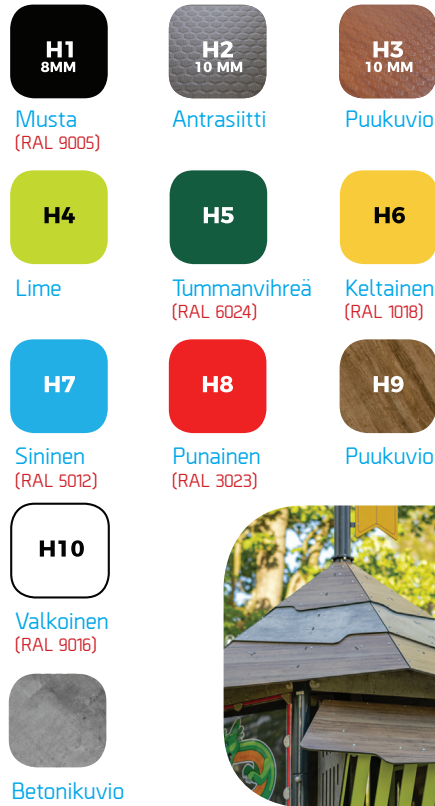 H1
8MM
H2
10 MM
H3
10 MM
Musta
(RAL 9005)
Antrasiitti
Puukuvio
H4
H5
H6
Lime
Tummanvihreä
(RAL 6024)
Keltainen
(RAL 1018)
H7
H8
H9
Sininen
(RAL 5012)
Punainen
(RAL 3023)
Puukuvio
H10
Valkoinen
(RAL 9016)
Betonikuvio